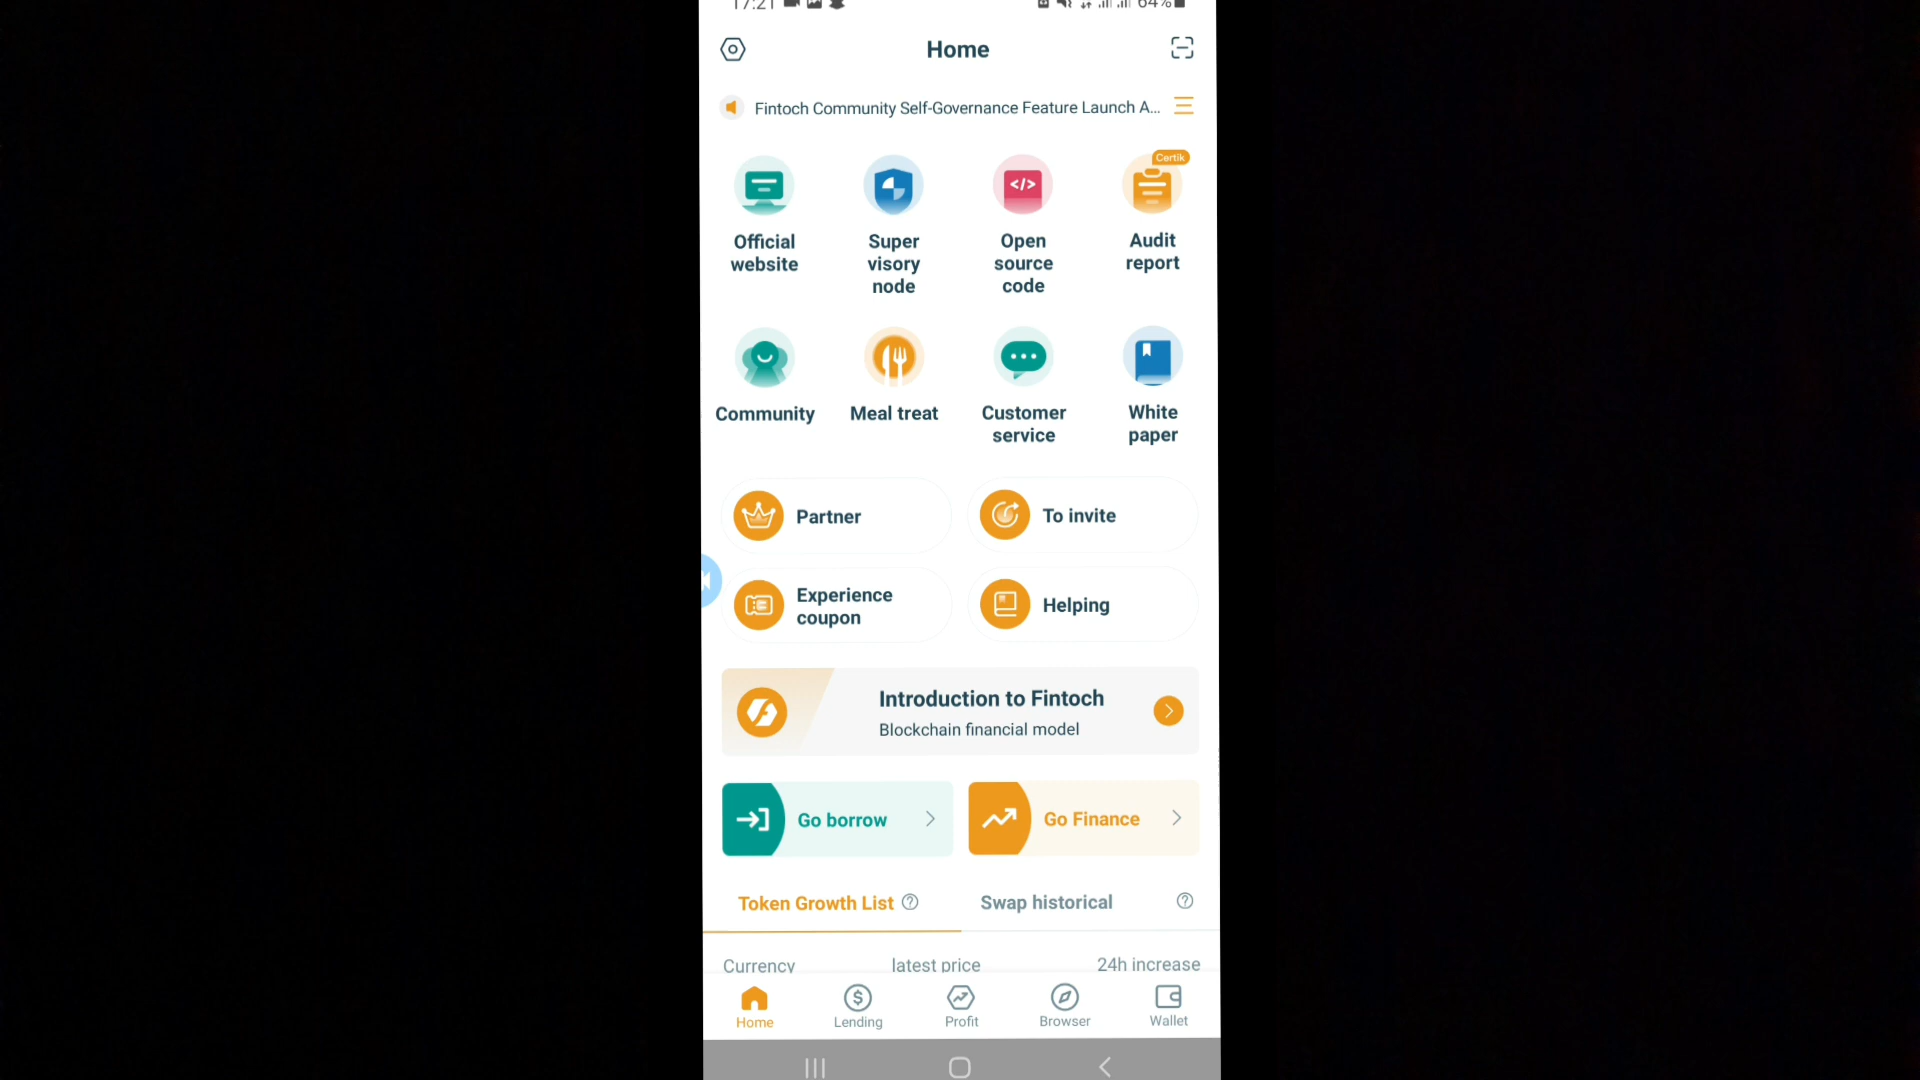 17:21 64%
Home
Fintoch Community Self-Governance Feature Launch A...
Certik
Official
website
Super
visory
node
Open
source
code
</>
Audit
report
Community
Meal treat
Customer
service
White
paper
Partner
To invite
Experience
coupon
Helping
Introduction to Fintoch
Blockchain financial model
Go borrow
Go Finance
Token Growth List
Swap historical
Currency latest price 24h increase
Home
Lending
Profit
Browser
Wallet